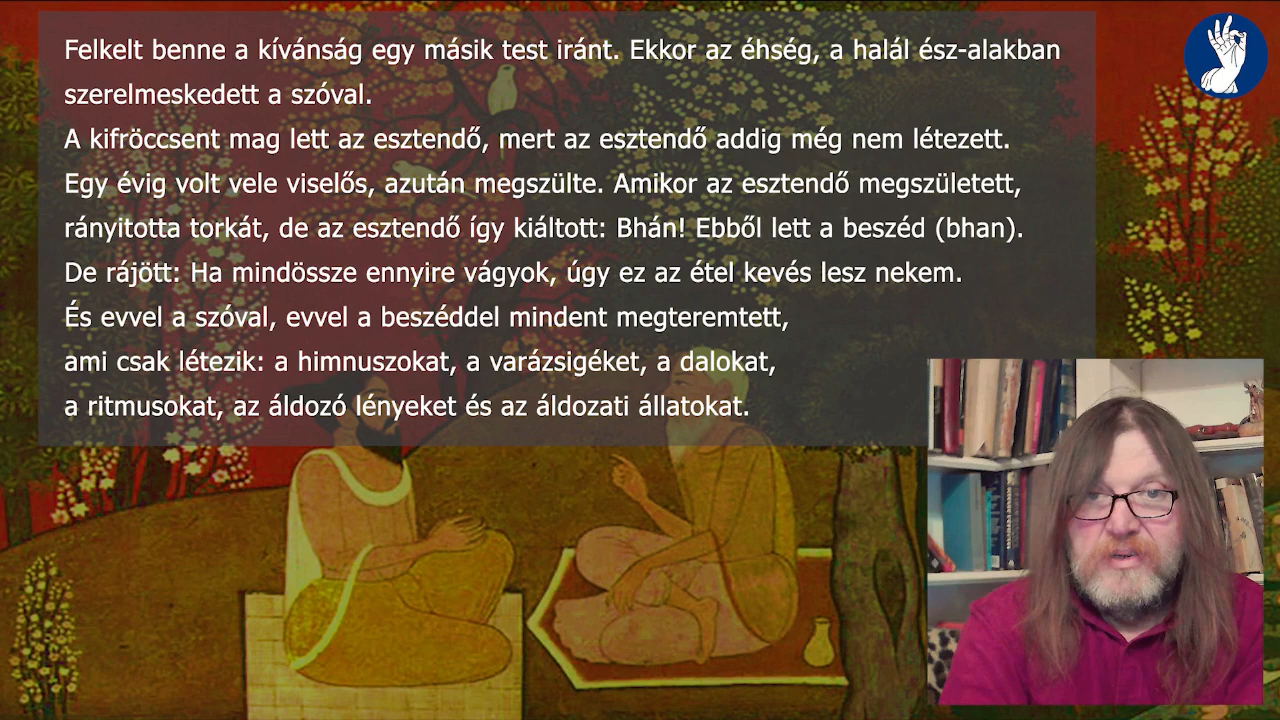 Felkelt benne a kívánság egy másik test iránt. Ekkor az éhség, a halál ész-alakban
szerelmeskedett a szóval.
A kifröccsent mag lett az esztendő, mert az esztendő addig még nem létezett.
Egy évig volt vele viselős, azután megszülte. Amikor az esztendő megszületett,
rányitotta torkát, de az esztendő így kiáltott: Bhán! Ebből lett a beszéd (bhan).
De rájött: Ha mindössze ennyire vágyok, úgy ez az étel kevés lesz nekem.
És evvel a szóval, evvel a beszéddel mindent megteremtett,
ami csak létezik: a himnuszokat, a varázsigéket, a dalokat,
a ritmusokat, az áldozó lényeket és az áldozati állatokat.